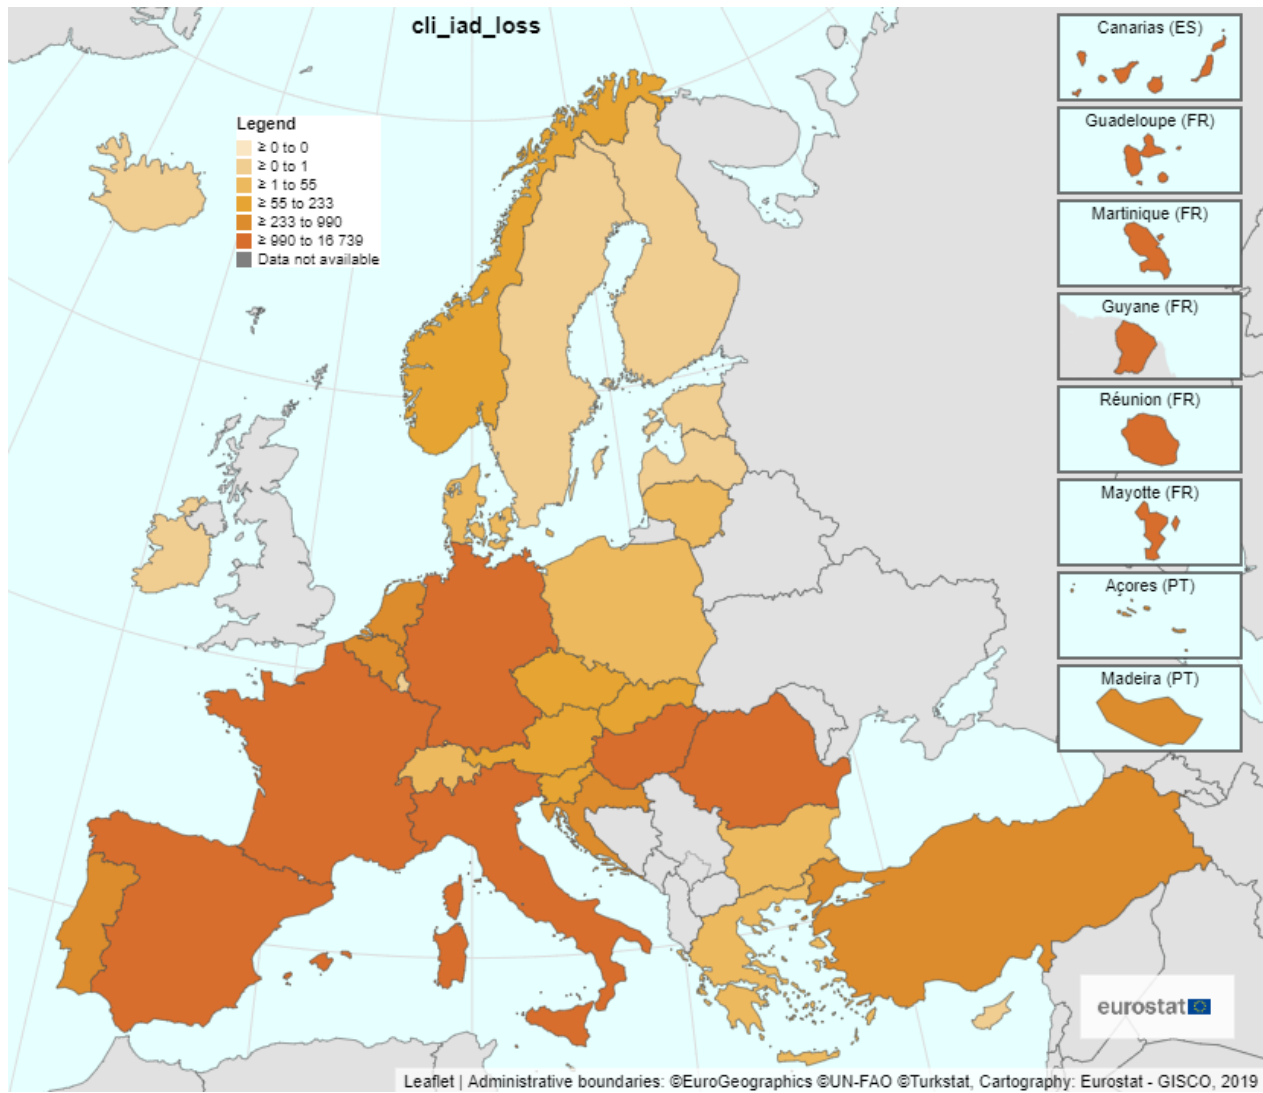 cli_iad_loss
Legend
≥ 0 to 0
≥ 0 to 1
≥ 1 to 55
≥ 55 to 233
≥ 233 to 990
≥ 990 to 16 739
Data not available
Canarias (ES)
Guadeloupe (FR)
Martinique (FR)
Guyane (FR)
Réunion (FR)
Mayotte (FR)
Açores (PT)
Madeira (PT)
eurostat
Leaflet | Administrative boundaries: ©EuroGeographics ©UN-FAO ©Turkstat, Cartography: Eurostat - GISCO, 2019